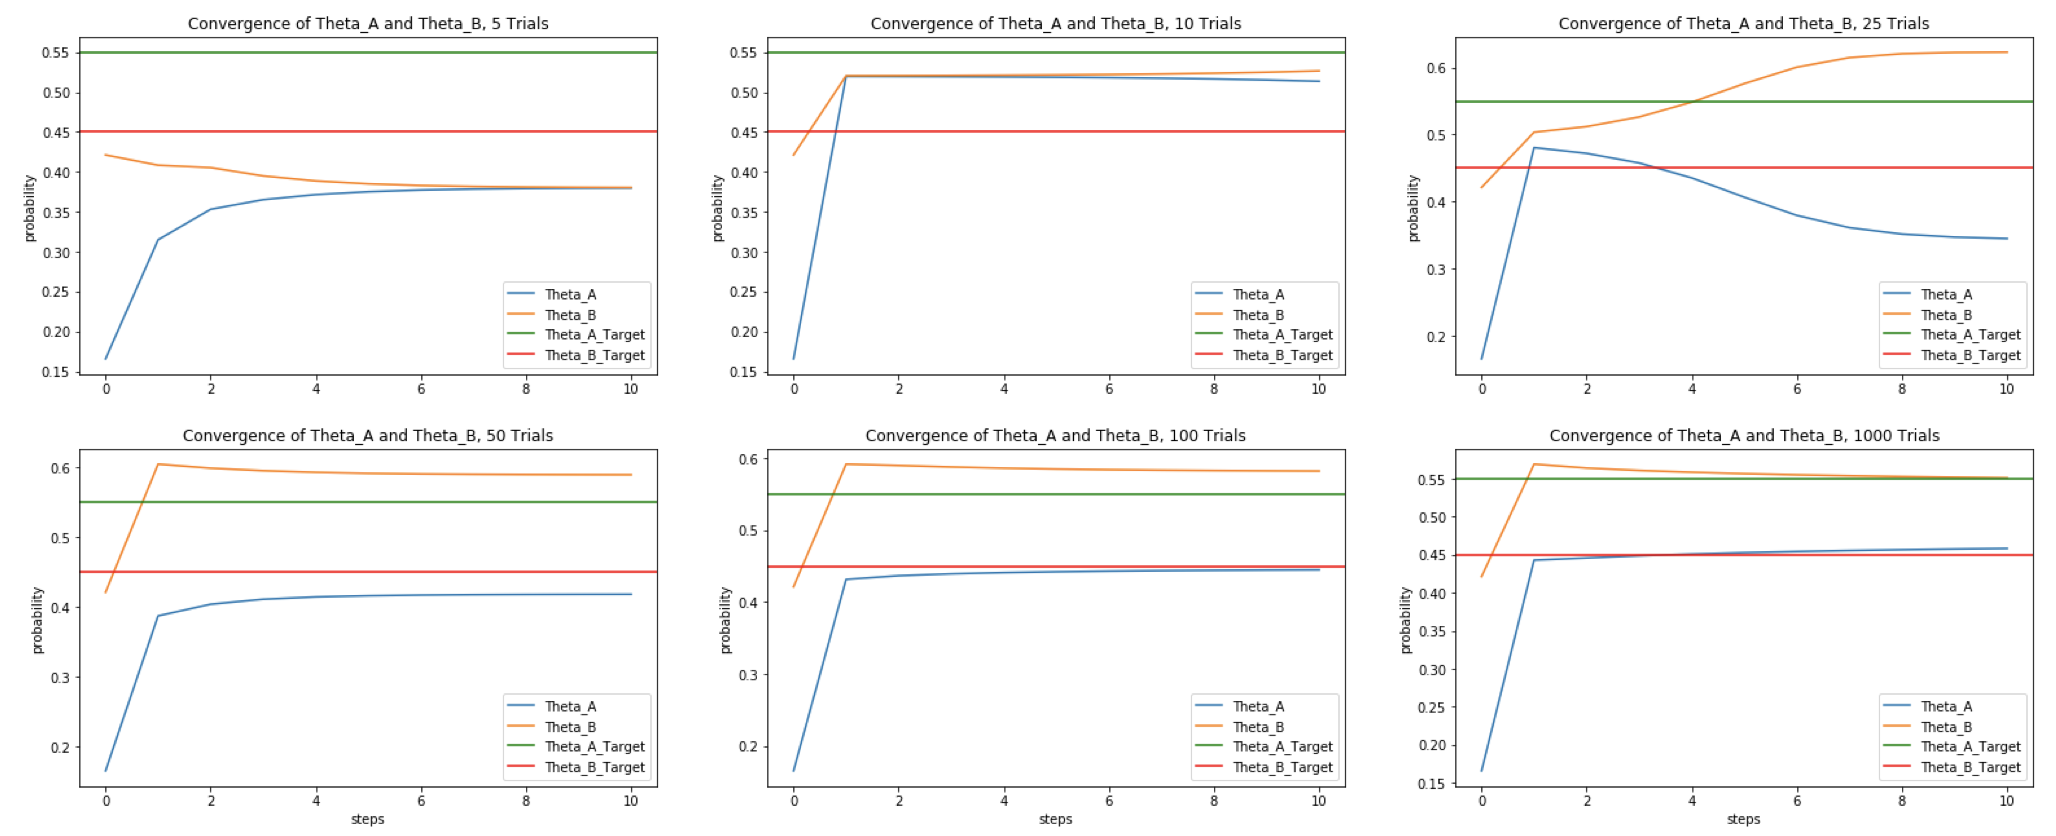 Convergence of Theta_A and Theta_B, 5 Trials
0.55
0.50
0.45
0.40
0.35
0.30
0.25
0.20
0.15
probability
0 2 4 6 8 10
Theta_A
Theta_B
Theta_A_Target
Theta_B_Target
Convergence of Theta_A and Theta_B, 10 Trials
0.55
0.50
0.45
0.40
0.35
0.30
0.25
0.20
0.15
probability
0 2 4 6 8 10
Theta_A
Theta_B
Theta_A_Target
Theta_B_Target
Convergence of Theta_A and Theta_B, 25 Trials
0.6
0.5
0.4
0.3
0.2
probability
0 2 4 6 8 10
Theta_A
Theta_B
Theta_A_Target
Theta_B_Target
Convergence of Theta_A and Theta_B, 50 Trials
0.6
0.5
0.4
0.3
0.2
probability
0 2 4 6 8 10
steps
Theta_A
Theta_B
Theta_A_Target
Theta_B_Target
Convergence of Theta_A and Theta_B, 100 Trials
0.6
0.5
0.4
0.3
0.2
probability
0 2 4 6 8 10
steps
Theta_A
Theta_B
Theta_A_Target
Theta_B_Target
Convergence of Theta_A and Theta_B, 1000 Trials
0.55
0.50
0.45
0.40
0.35
0.30
0.25
0.20
0.15
probability
0 2 4 6 8 10
steps
Theta_A
Theta_B
Theta_A_Target
Theta_B_Target